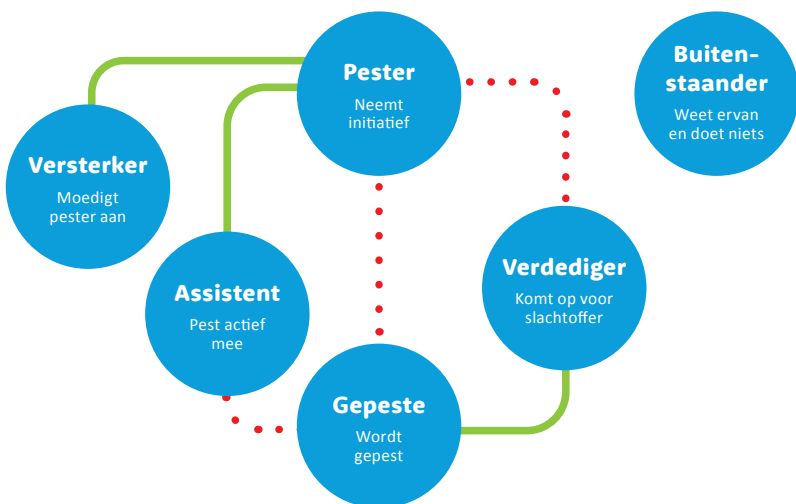 Pester
Neemt
initiatief
Buiten-
staander
Weet ervan
en doet niets
Versterker
Moedigt
pester aan
Assistent
Pest actief
mee
Verdediger
Komt op voor
slachtoffer
Gepeste
Wordt
gepest